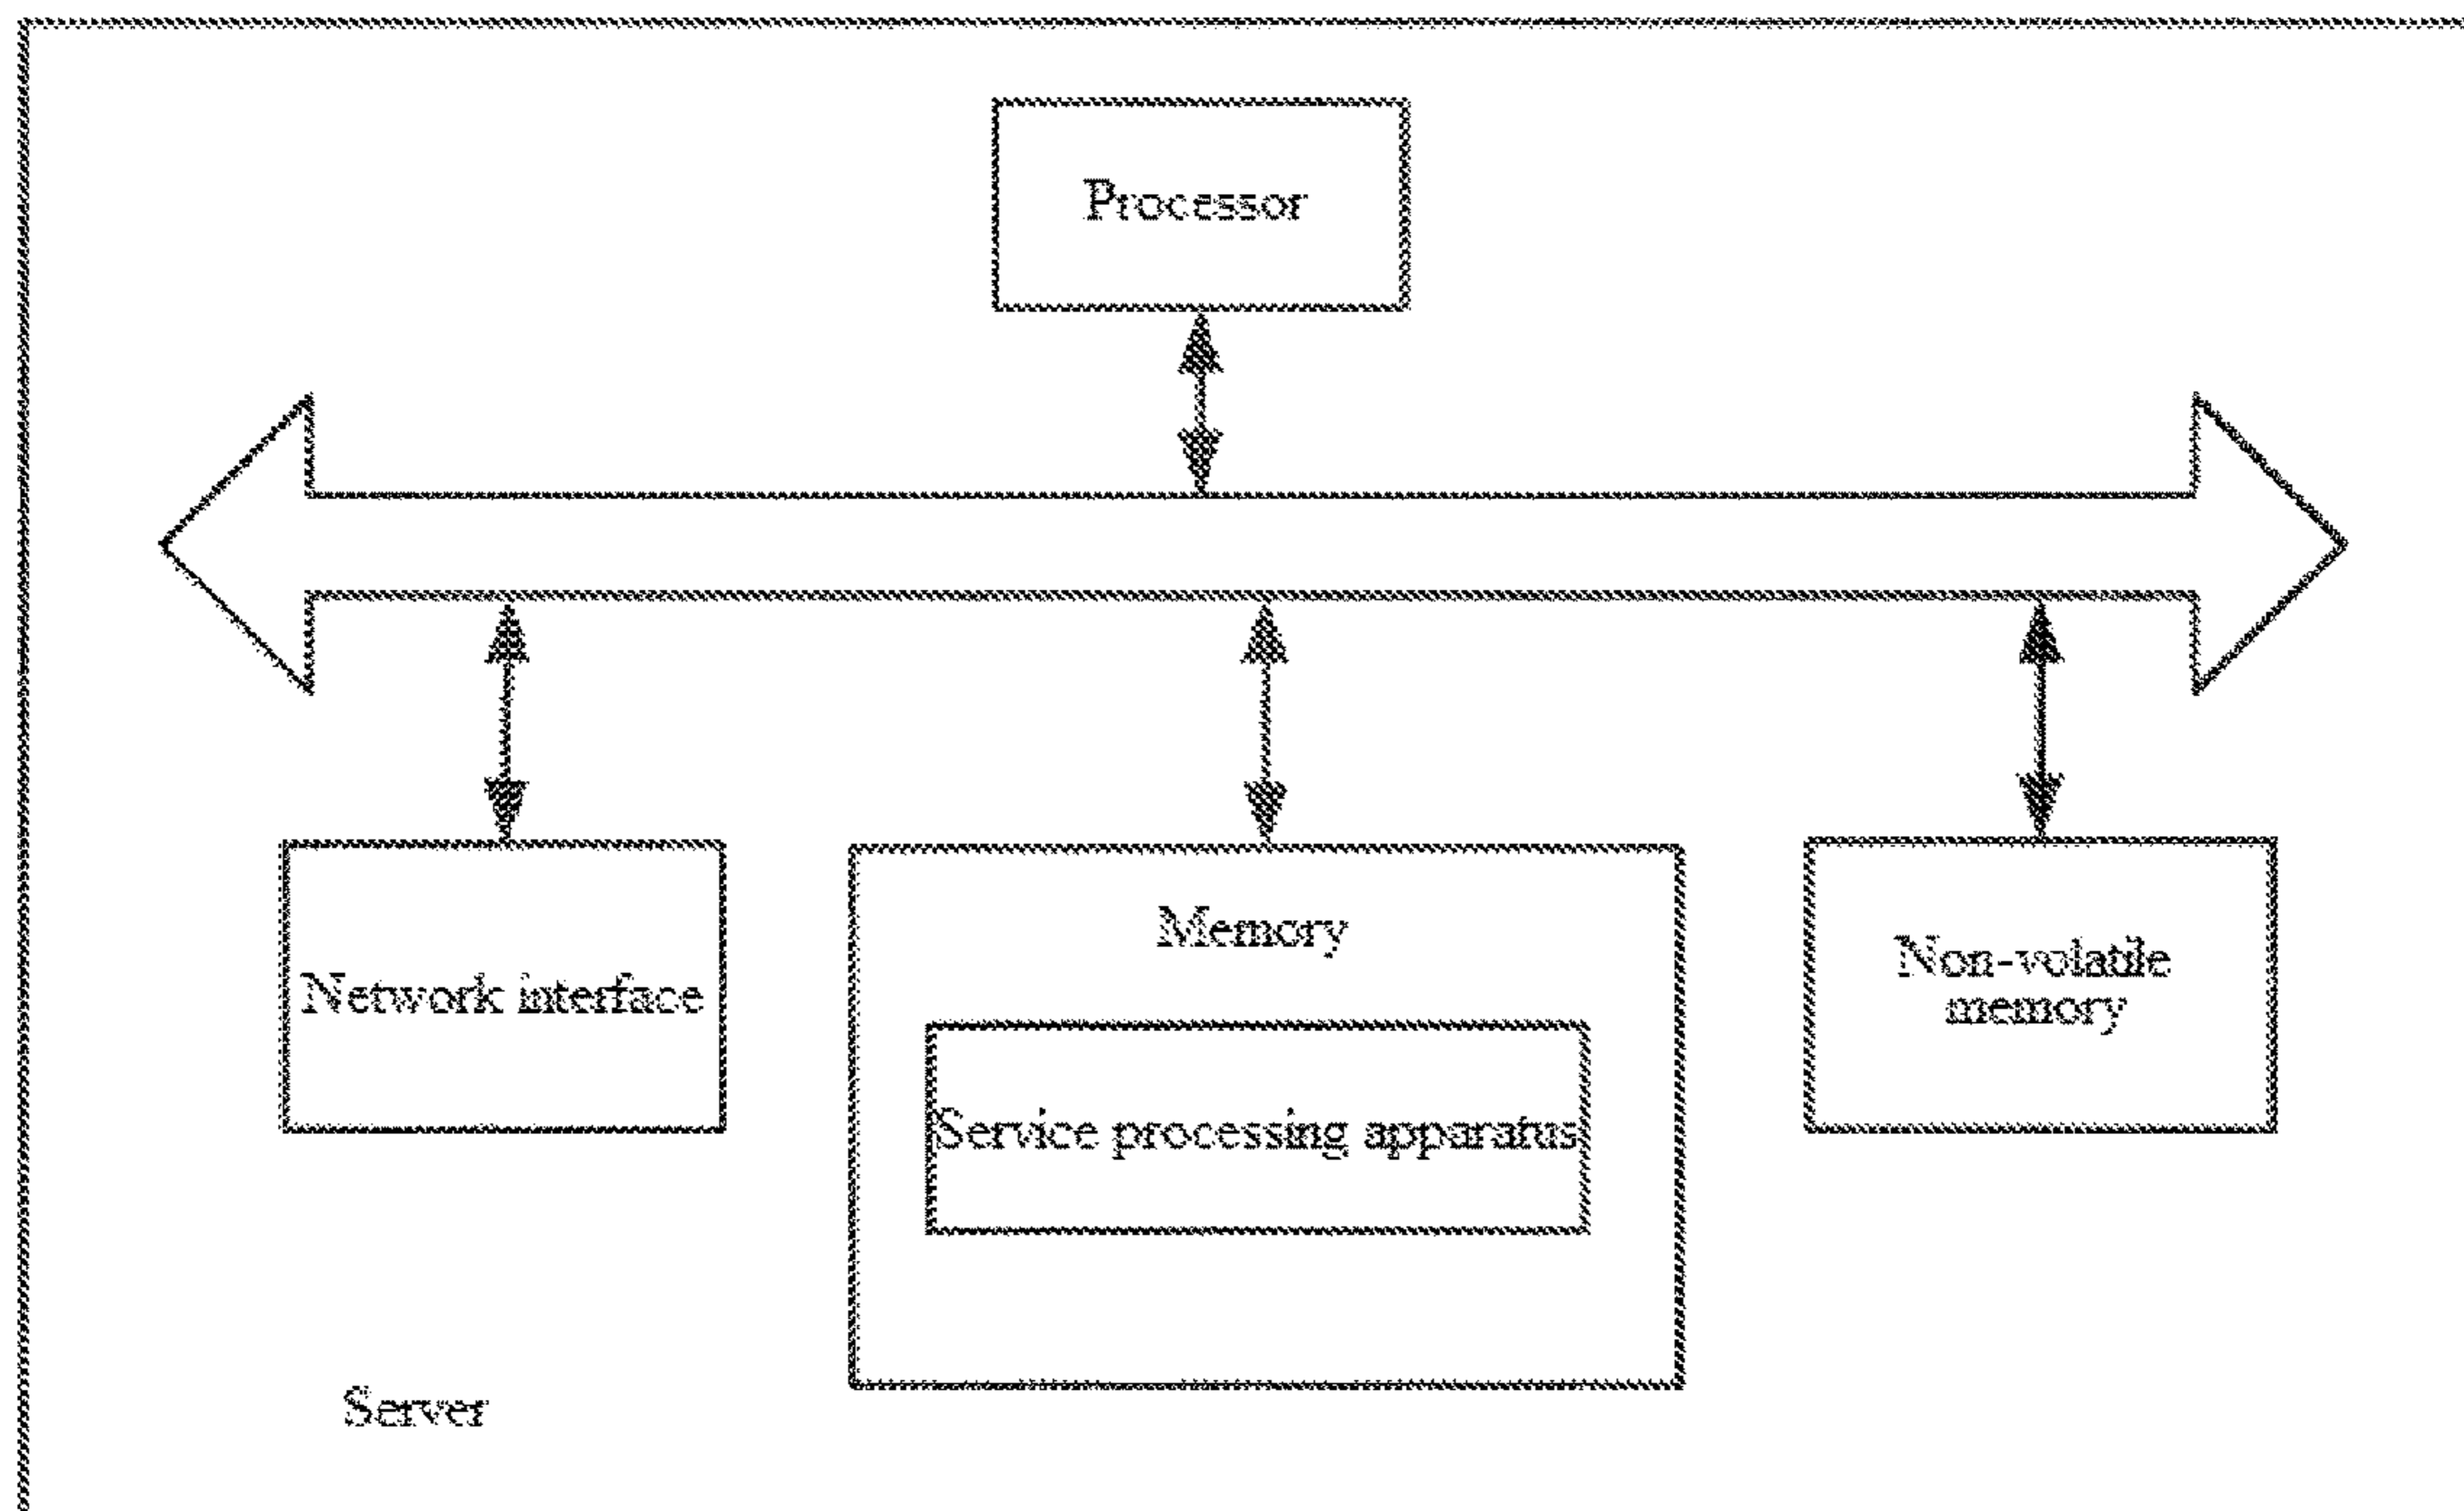 Processor
Network interface
Memory
Service processing apparatus
Non-volatile
memory
Server